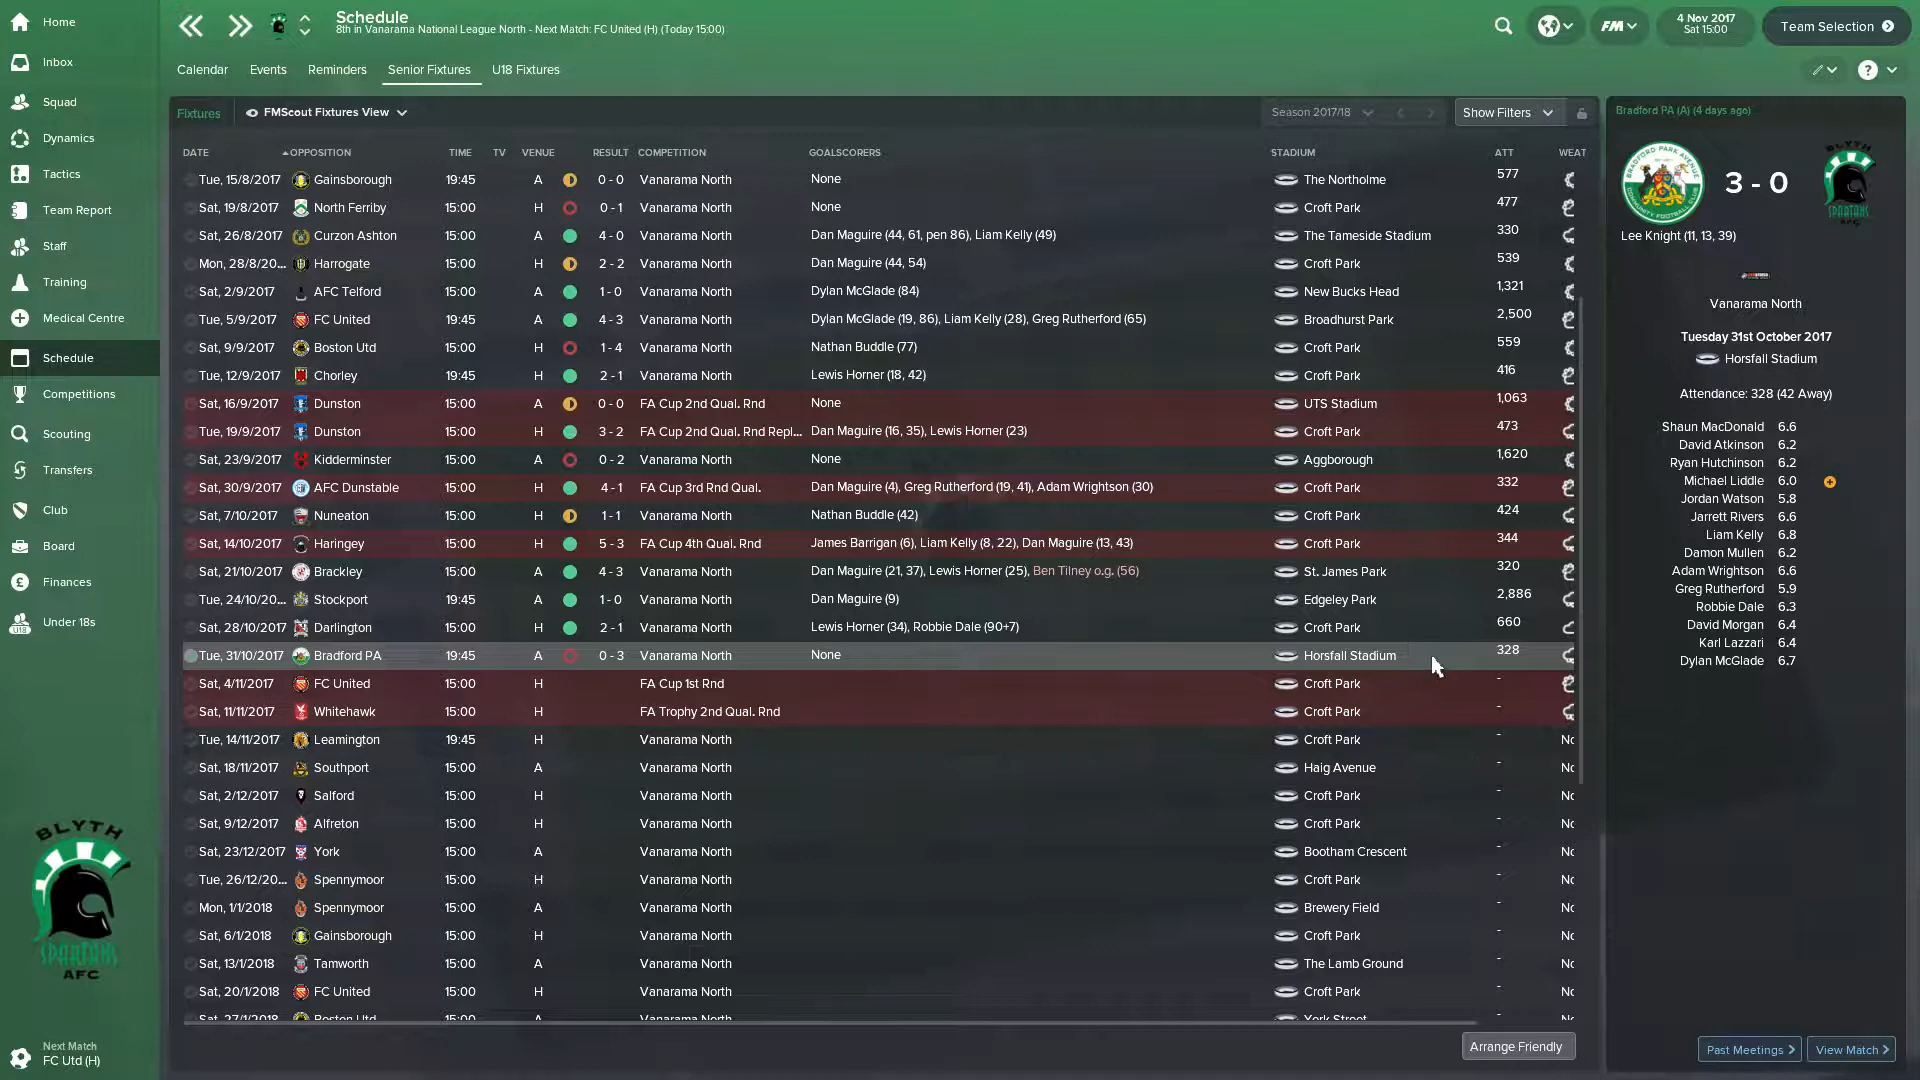 Home
Inbox
Squad
Dynamics
Tactics
Team Report
Staff
Training
Medical Centre
Schedule
Competitions
Scouting
Transfers
Club
Board
Finances
Under 18s
U18
BLYTH
SPARTANS
AFC
Next Match
FC Utd (H)
Schedule
8th in Vanarama National League North - Next Match: FC United (H) (Today 15:00)
FM
4 Nov 2017
Sat 15:00
Team Selection
Calendar Events Reminders Senior Fixtures U18 Fixtures
Fixtures FMScout Fixtures View Season 2017/18 Show Filters
DATE OPPOSITION TIME TV VENUE RESULT COMPETITION GOALSCORERS STADIUM ATT WEAT
Tue, 15/8/2017 Gainsborough 19:45 A 0 - 0 Vanarama North None The Northolme 577
Sat, 19/8/2017 North Ferriby 15:00 H 0 - 1 Vanarama North None Croft Park 477
Sat, 26/8/2017 Curzon Ashton 15:00 A 4 - 0 Vanarama North Dan Maguire (44, 61, pen 86), Liam Kelly (49) The Tameside Stadium 330
Mon, 28/8/20... Harrogate 15:00 H 2 - 2 Vanarama North Dan Maguire (44, 54) Croft Park 539
Sat, 2/9/2017 AFC Telford 15:00 A 1 - 0 Vanarama North Dylan McGlade (84) New Bucks Head 1,321
Tue, 5/9/2017 FC United 19:45 A 4 - 3 Vanarama North Dylan McGlade (19, 86), Liam Kelly (28), Greg Rutherford (65) Broadhurst Park 2,500
Sat, 9/9/2017 Boston Utd 15:00 H 1 - 4 Vanarama North Nathan Buddle (77) Croft Park 559
Tue, 12/9/2017 Chorley 19:45 H 2 - 1 Vanarama North Lewis Horner (18, 42) Croft Park 416
Sat, 16/9/2017 Dunston 15:00 A 0 - 0 FA Cup 2nd Qual. Rnd None UTS Stadium 1,063
Tue, 19/9/2017 Dunston 15:00 H 3 - 2 FA Cup 2nd Qual. Rnd Repl... Dan Maguire (16, 35), Lewis Horner (23) Croft Park 473
Sat, 23/9/2017 Kidderminster 15:00 A 0 - 2 Vanarama North None Aggborough 1,620
Sat, 30/9/2017 AFC Dunstable 15:00 H 4 - 1 FA Cup 3rd Rnd Qual. Dan Maguire (4), Greg Rutherford (19, 41), Adam Wrightson (30) Croft Park 332
Sat, 7/10/2017 Nuneaton 15:00 H 1 - 1 Vanarama North Nathan Buddle (42) Croft Park 424
Sat, 14/10/2017 Haringey 15:00 H 5 - 3 FA Cup 4th Qual. Rnd James Barrigan (6), Liam Kelly (8, 22), Dan Maguire (13, 43) Croft Park 344
Sat, 21/10/2017 Brackley 15:00 A 4 - 3 Vanarama North Dan Maguire (21, 37), Lewis Horner (25), Ben Tilney o.g. (56) St. James Park 320
Tue, 24/10/20... Stockport 19:45 A 1 - 0 Vanarama North Dan Maguire (9) Edgeley Park 2,886
Sat, 28/10/2017 Darlington 15:00 H 2 - 1 Vanarama North Lewis Horner (34), Robbie Dale (90+7) Croft Park 660
Tue, 31/10/2017 Bradford PA 19:45 A 0 - 3 Vanarama North None Horsfall Stadium 328
Sat, 4/11/2017 FC United 15:00 H FA Cup 1st Rnd Croft Park -
Sat, 11/11/2017 Whitehawk 15:00 H FA Trophy 2nd Qual. Rnd Croft Park -
Tue, 14/11/2017 Leamington 19:45 H Vanarama North Croft Park - No
Sat, 18/11/2017 Southport 15:00 A Vanarama North Haig Avenue - No
Sat, 2/12/2017 Salford 15:00 H Vanarama North Croft Park - No
Sat, 9/12/2017 Alfreton 15:00 H Vanarama North Croft Park - No
Sat, 23/12/2017 York 15:00 A Vanarama North Bootham Crescent - No
Tue, 26/12/20... Spennymoor 15:00 H Vanarama North Croft Park - No
Mon, 1/1/2018 Spennymoor 15:00 A Vanarama North Brewery Field - No
Sat, 6/1/2018 Gainsborough 15:00 H Vanarama North Croft Park - No
Sat, 13/1/2018 Tamworth 15:00 A Vanarama North The Lamb Ground - No
Sat, 20/1/2018 FC United 15:00 H Vanarama North Croft Park - No
Sat, 27/1/2018 Boston Utd 15:00 A Vanarama North York Street - No
Arrange Friendly
Bradford PA (A) (4 days ago)
3 - 0
Lee Knight (11, 13, 39)
Vanarama North
Tuesday 31st October 2017
Horsfall Stadium
Attendance: 328 (42 Away)
Shaun MacDonald 6.6
David Atkinson 6.2
Ryan Hutchinson 6.2
Michael Liddle 6.0
Jordan Watson 5.8
Jarrett Rivers 6.6
Liam Kelly 6.8
Damon Mullen 6.2
Adam Wrightson 6.6
Greg Rutherford 5.9
Robbie Dale 6.3
David Morgan 6.4
Karl Lazzari 6.4
Dylan McGlade 6.7
Past Meetings View Match